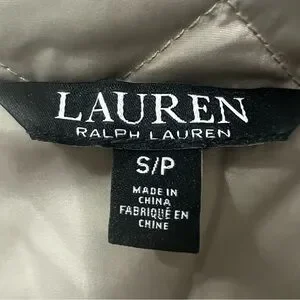 LAUREN
RALPH LAUREN
S/P
MADE IN
CHINA
FABRIQUÉ EN
CHINE